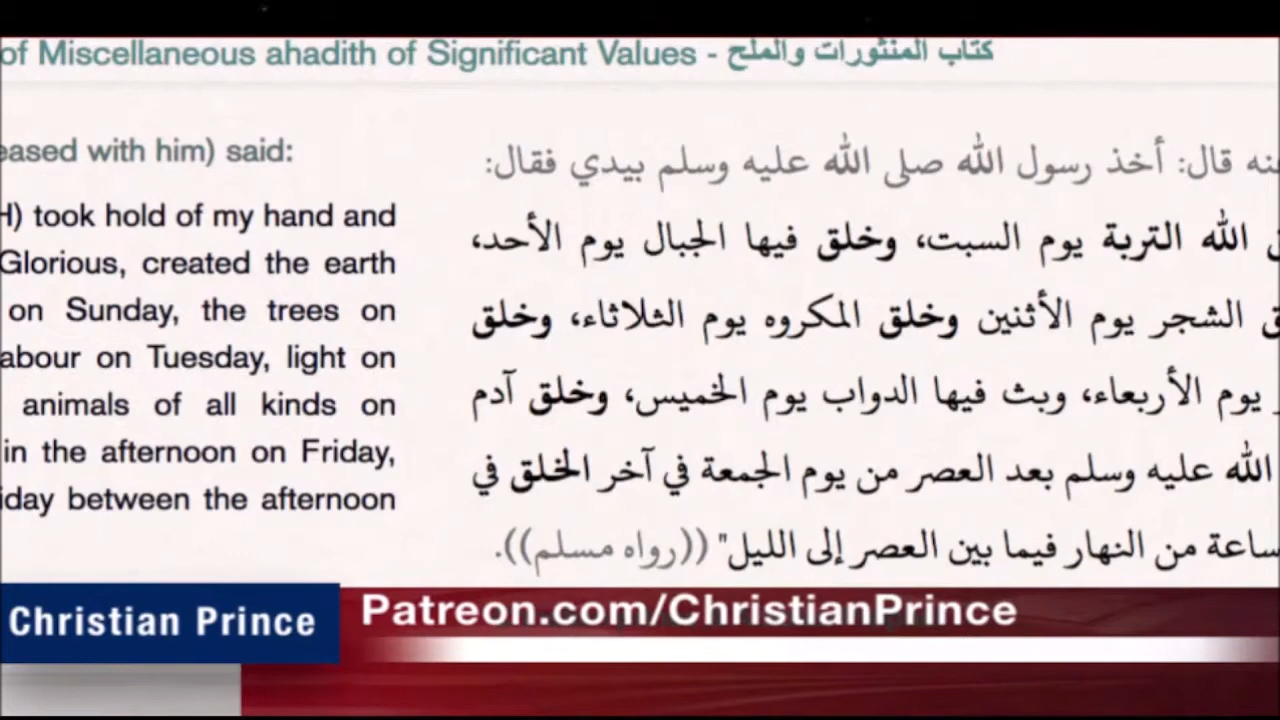 of Miscellaneous ahadith of Significant Values - كتاب المنثورات والملح
eased with him) said:
H) took hold of my hand and
Glorious, created the earth
on Sunday, the trees on
abour on Tuesday, light on
animals of all kinds on
in the afternoon on Friday,
iday between the afternoon
نه قال: أخذ رسول الله صلى الله عليه وسلم بيدي فقال:
الله التربة يوم السبت، وخلق فيها الجبال يوم الأحد،
ق الشجر يوم الأثنين وخلق المكروه يوم الثلاثاء، وخلق
يوم الأربعاء، وبث فيها الدواب يوم الخميس، وخلق آدم
الله عليه وسلم بعد العصر من يوم الجمعة في آخر الخلق في
ساعة من النهار فيما بين العصر إلى الليل" ((رواه مسلم)).
Christian Prince
Patreon.com/ChristianPrince